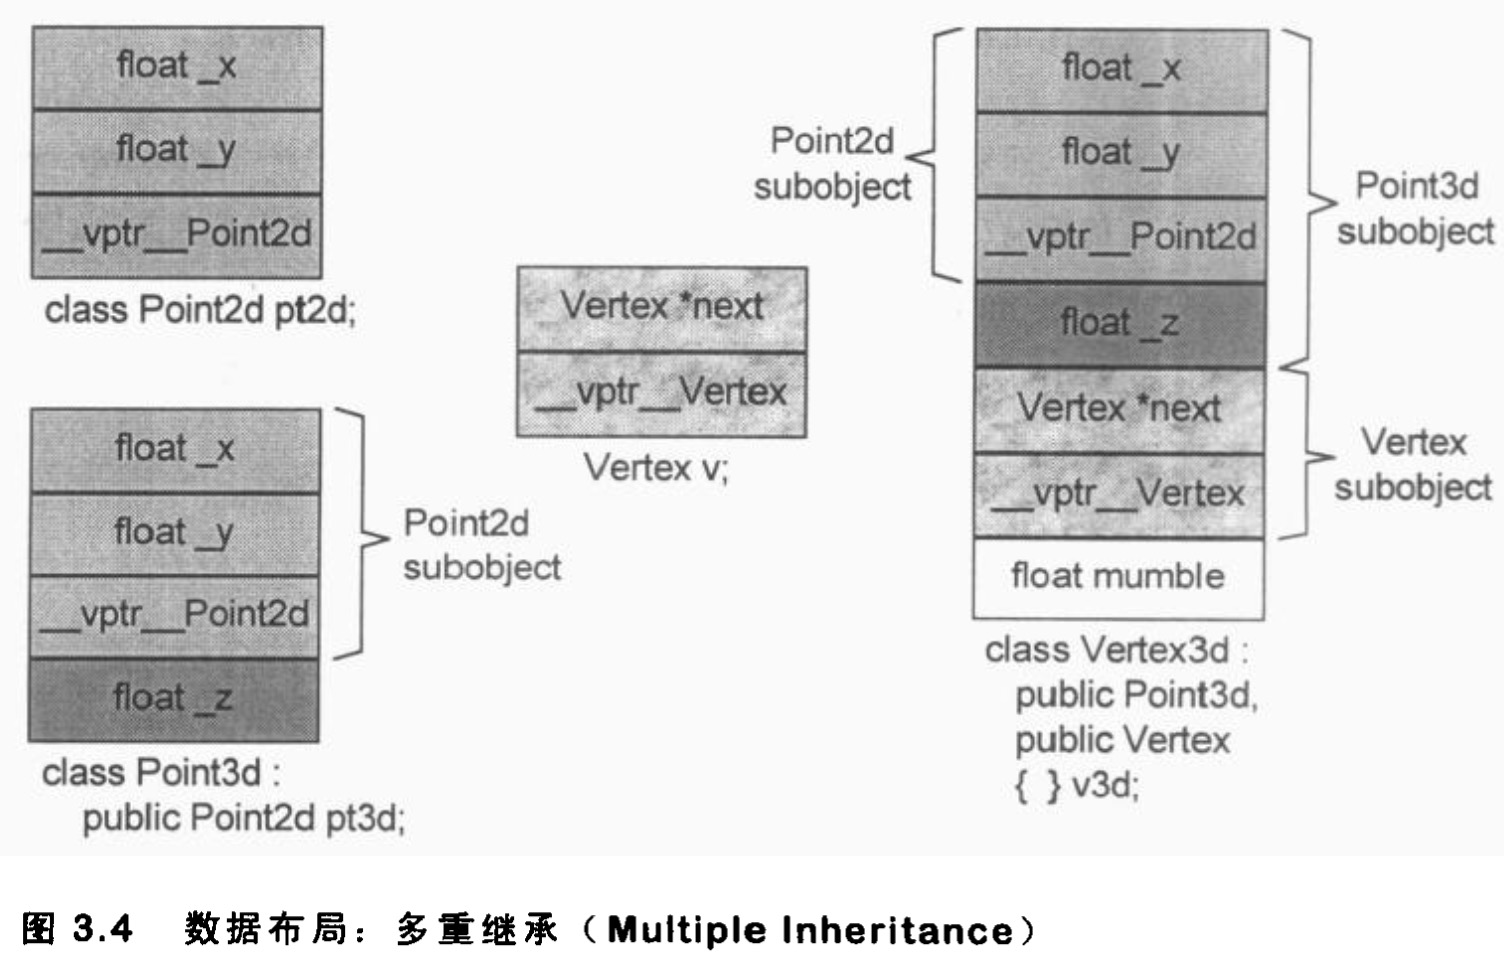 float _x
float _y
__vptr__Point2d
class Point2d pt2d;
float _x
float _y
__vptr__Point2d
float _z
Point2d
subobject
class Point3d :
public Point2d pt3d;
Vertex *next
__vptr__Vertex
Vertex v;
Point2d
subobject
float _x
float _y
__vptr__Point2d
float _z
Vertex *next
__vptr__Vertex
float mumble
Point3d
subobject
Vertex
subobject
class Vertex3d :
public Point3d,
public Vertex
{ } v3d;
图 3.4 数据布局：多重继承（Multiple Inheritance）